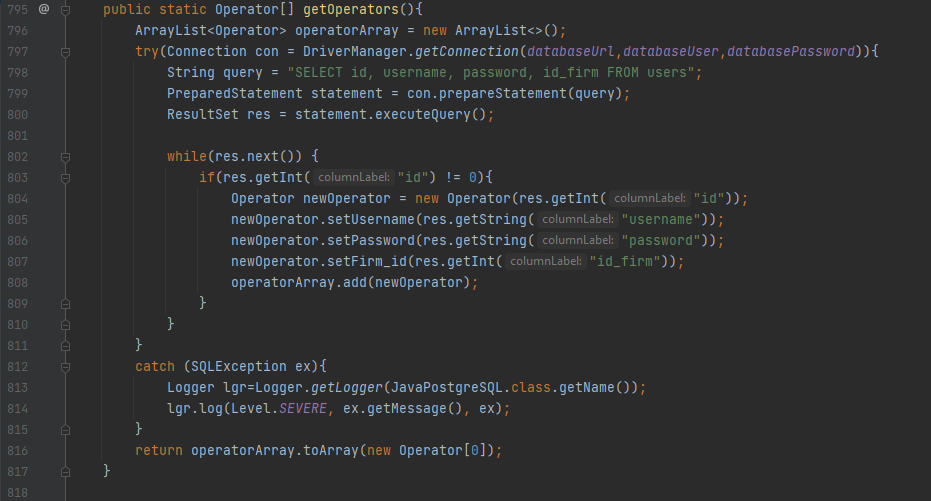 795 @ public static Operator[] getOperators(){
796 ArrayList<Operator> operatorArray = new ArrayList<>();
797 try(Connection con = DriverManager.getConnection(databaseUrl,databaseUser,databasePassword)){
798 String query = "SELECT id, username, password, id_firm FROM users";
799 PreparedStatement statement = con.prepareStatement(query);
800 ResultSet res = statement.executeQuery();
801
802 while(res.next()) {
803 if(res.getInt( columnLabel: "id") != 0){
804 Operator newOperator = new Operator(res.getInt( columnLabel: "id"));
805 newOperator.setUsername(res.getString( columnLabel: "username"));
806 newOperator.setPassword(res.getString( columnLabel: "password"));
807 newOperator.setFirm_id(res.getInt( columnLabel: "id_firm"));
808 operatorArray.add(newOperator);
809 }
810 }
811 }
812 catch (SQLException ex){
813 Logger lgr=Logger.getLogger(JavaPostgreSQL.class.getName());
814 lgr.log(Level.SEVERE, ex.getMessage(), ex);
815 }
816 return operatorArray.toArray(new Operator[0]);
817 }
818